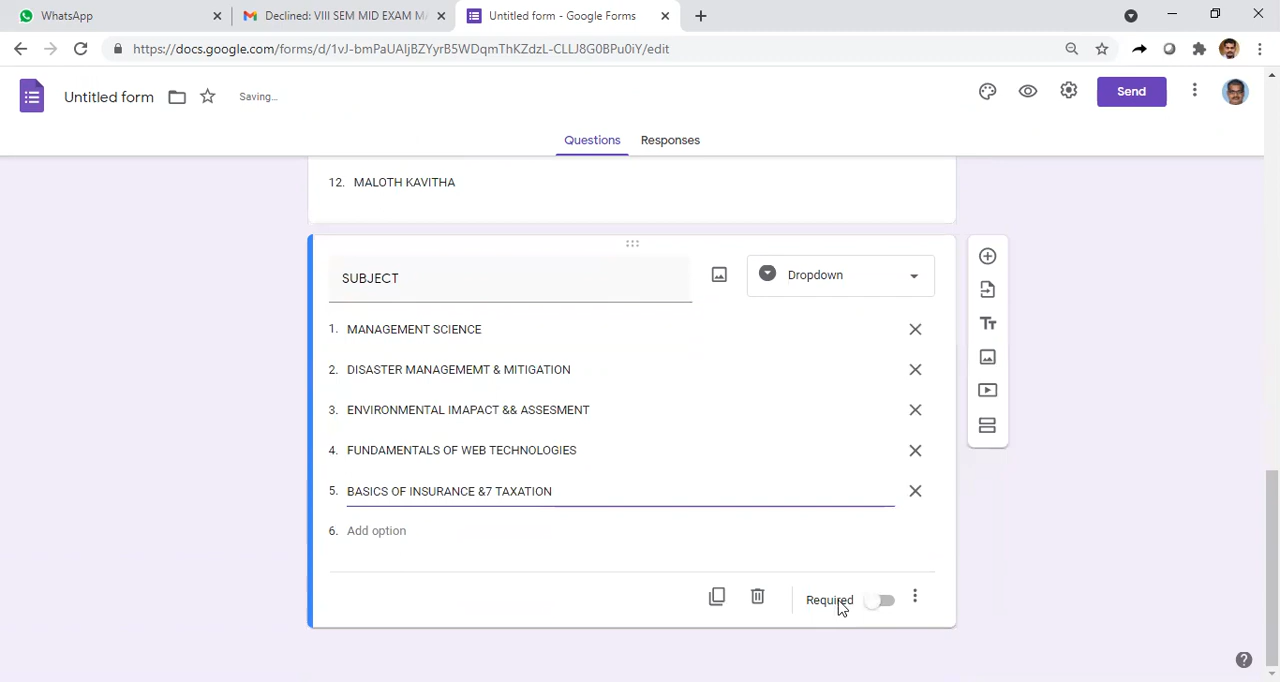 WhatsApp
Declined: VIII SEM MID EXAM MA
Untitled form - Google Forms
https://docs.google.com/forms/d/1vJ-bmPaUAIjBZYyrB5WDqmThKZdzL-CLLJ8G0BPu0iY/edit
Untitled form
Saving...
Send
Questions
Responses
12. MALOTH KAVITHA
SUBJECT
Dropdown
1. MANAGEMENT SCIENCE
2. DISASTER MANAGEMEMT & MITIGATION
3. ENVIRONMENTAL IMAPACT && ASSESMENT
4. FUNDAMENTALS OF WEB TECHNOLOGIES
5. BASICS OF INSURANCE &7 TAXATION
6. Add option
Required